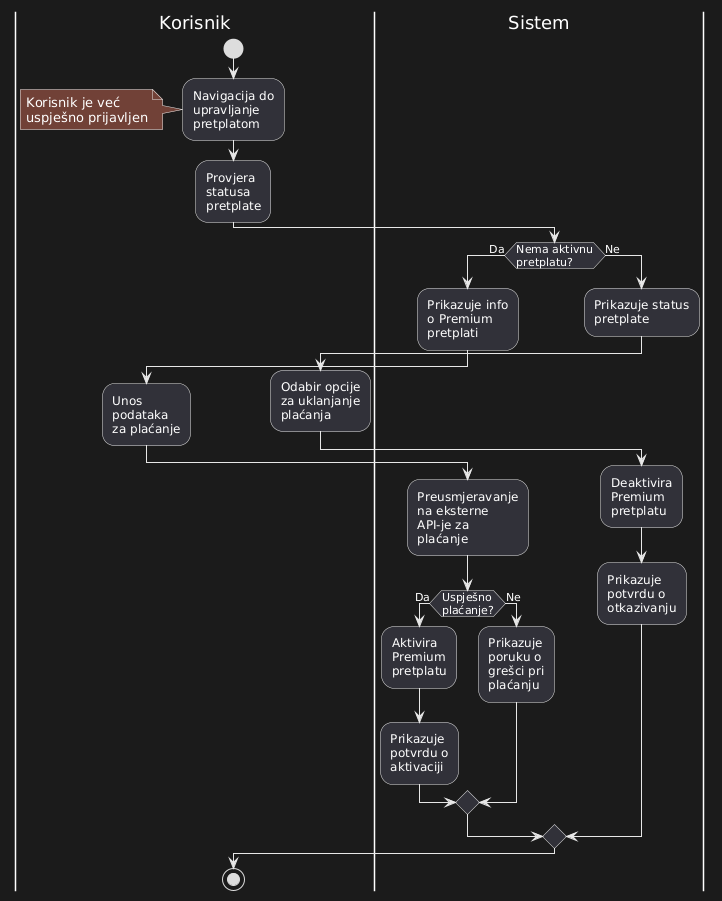 Korisnik
Sistem
Korisnik je već
uspješno prijavljen
Navigacija do
upravljanje
pretplatom
Provjera
statusa
pretplate
Da
Nema aktivnu
pretplatu?
Ne
Prikazuje info
o Premium
pretplati
Prikazuje status
pretplate
Unos
podataka
za plaćanje
Odabir opcije
za uklanjanje
plaćanja
Preusmjeravanje
na eksterne
API-je za
plaćanje
Deaktivira
Premium
pretplatu
Da
Uspješno
plaćanje?
Ne
Prikazuje
potvrdu o
otkazivanju
Aktivira
Premium
pretplatu
Prikazuje
poruku o
grešci pri
plaćanju
Prikazuje
potvrdu o
aktivaciji